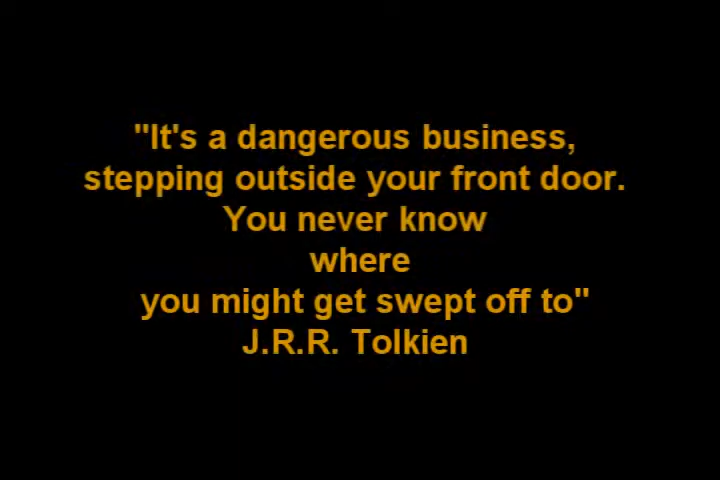 "It's a dangerous business,
stepping outside your front door.
You never know
where
you might get swept off to"
J.R.R. Tolkien